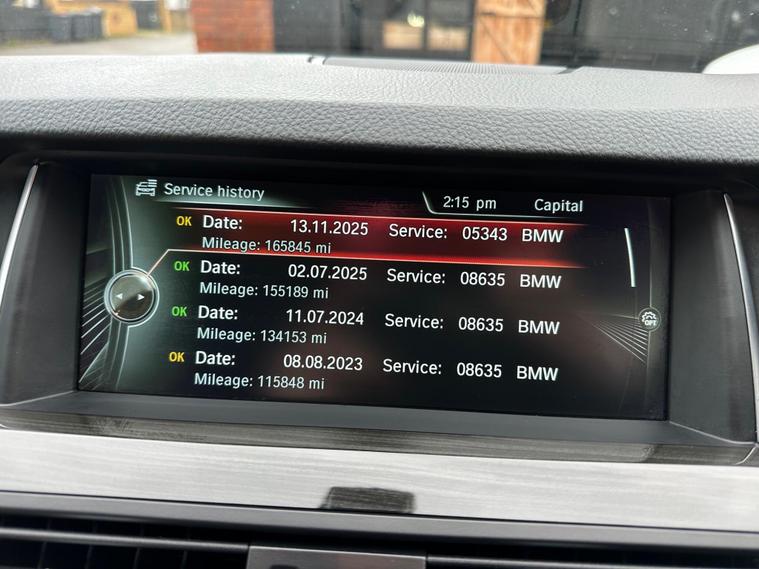 Service history 2:15 pm Capital
OK Date: 13.11.2025 Service: 05343 BMW
Mileage: 165845 mi
OK Date: 02.07.2025 Service: 08635 BMW
Mileage: 155189 mi
OK Date: 11.07.2024 Service: 08635 BMW
Mileage: 134153 mi
OK Date: 08.08.2023 Service: 08635 BMW
Mileage: 115848 mi
OPT